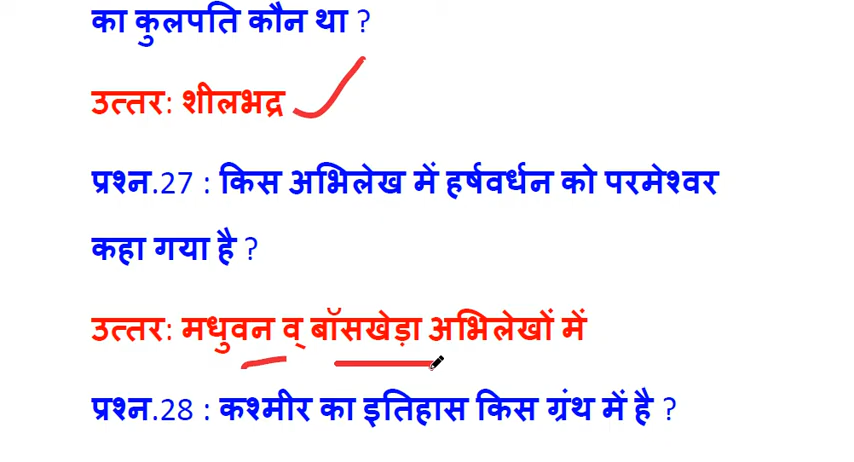 का कुलपति कौन था ?
उत्तर: शीलभद्र
प्रश्न.27 : किस अभिलेख में हर्षवर्धन को परमेश्वर
कहा गया है ?
उत्तर: मधुवन व् बॉसखेड़ा अभिलेखों में
प्रश्न.28 : कश्मीर का इतिहास किस ग्रंथ में है ?